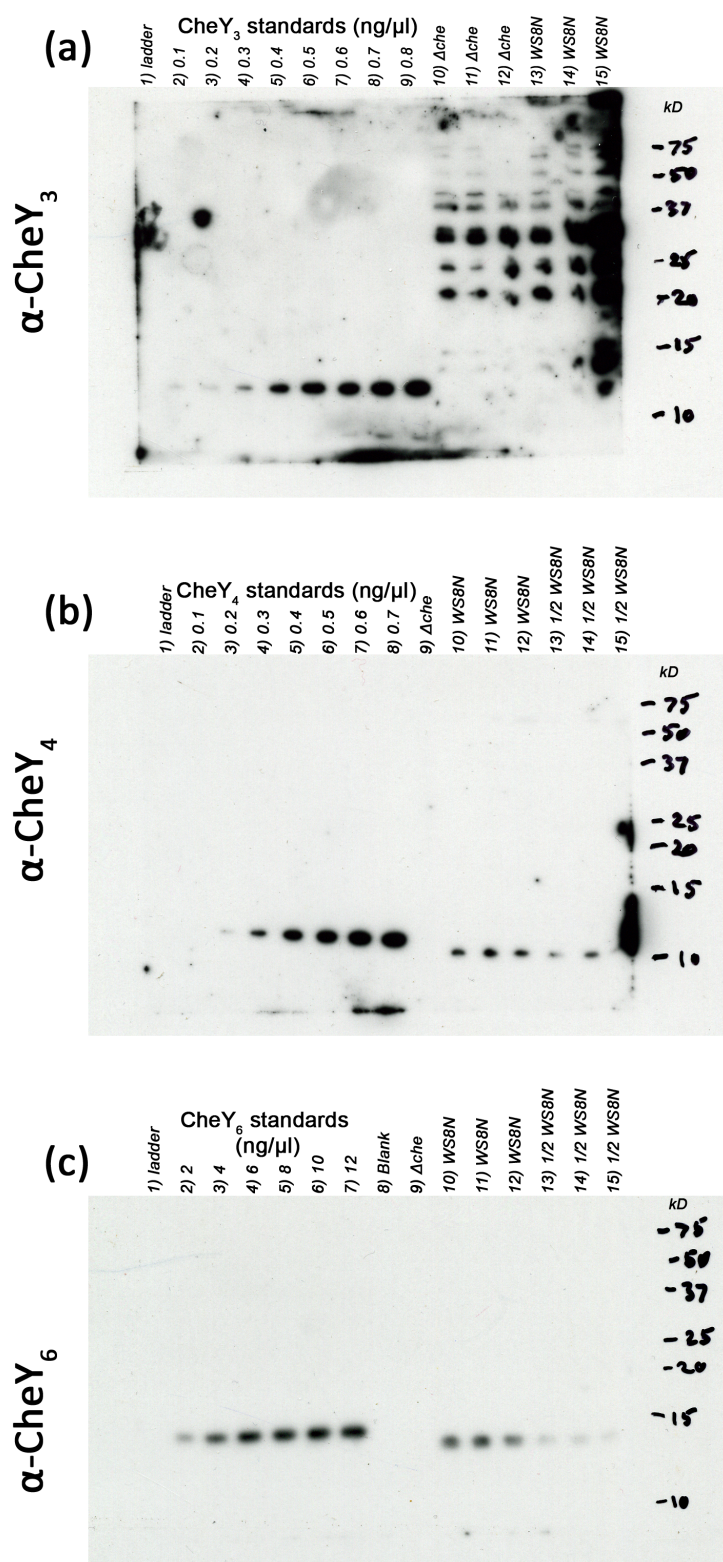 (a)
CheY3 standards (ng/µl)
1) ladder
2) 0.1
3) 0.2
4) 0.3
5) 0.4
6) 0.5
7) 0.6
8) 0.7
9) 0.8
10) Δche
11) Δche
12) Δche
13) WS8N
14) WS8N
15) WS8N
kD
-75
-50
-37
-25
-20
-15
-10
α-CheY3
(b)
CheY4 standards (ng/µl)
1) ladder
2) 0.1
3) 0.2
4) 0.3
5) 0.4
6) 0.5
7) 0.6
8) 0.7
9) Δche
10) WS8N
11) WS8N
12) WS8N
13) 1/2 WS8N
14) 1/2 WS8N
15) 1/2 WS8N
kD
-75
-50
-37
-25
-20
-15
-10
α-CheY4
(c)
CheY6 standards
(ng/µl)
1) ladder
2) 2
3) 4
4) 6
5) 8
6) 10
7) 12
8) Blank
9) Δche
10) WS8N
11) WS8N
12) WS8N
13) 1/2 WS8N
14) 1/2 WS8N
15) 1/2 WS8N
kD
-75
-50
-37
-25
-20
-15
-10
α-CheY6